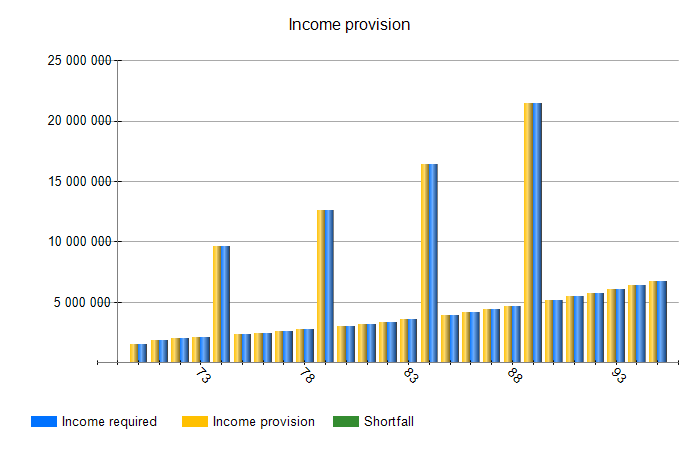 Income provision
25 000 000
20 000 000
15 000 000
10 000 000
5 000 000
73 78 83 88 93
Income required Income provision Shortfall